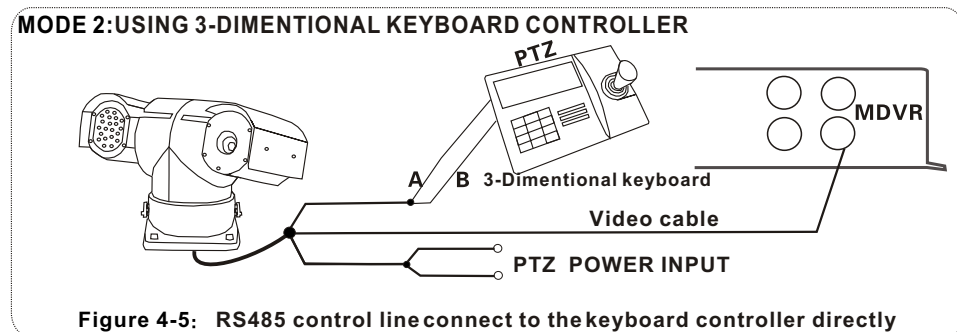 MODE 2:USING 3-DIMENTIONAL KEYBOARD CONTROLLER
PTZ
MDVR
A B 3-Dimentional keyboard
Video cable
PTZ POWER INPUT
Figure 4-5: RS485 control line connect to the keyboard controller directly